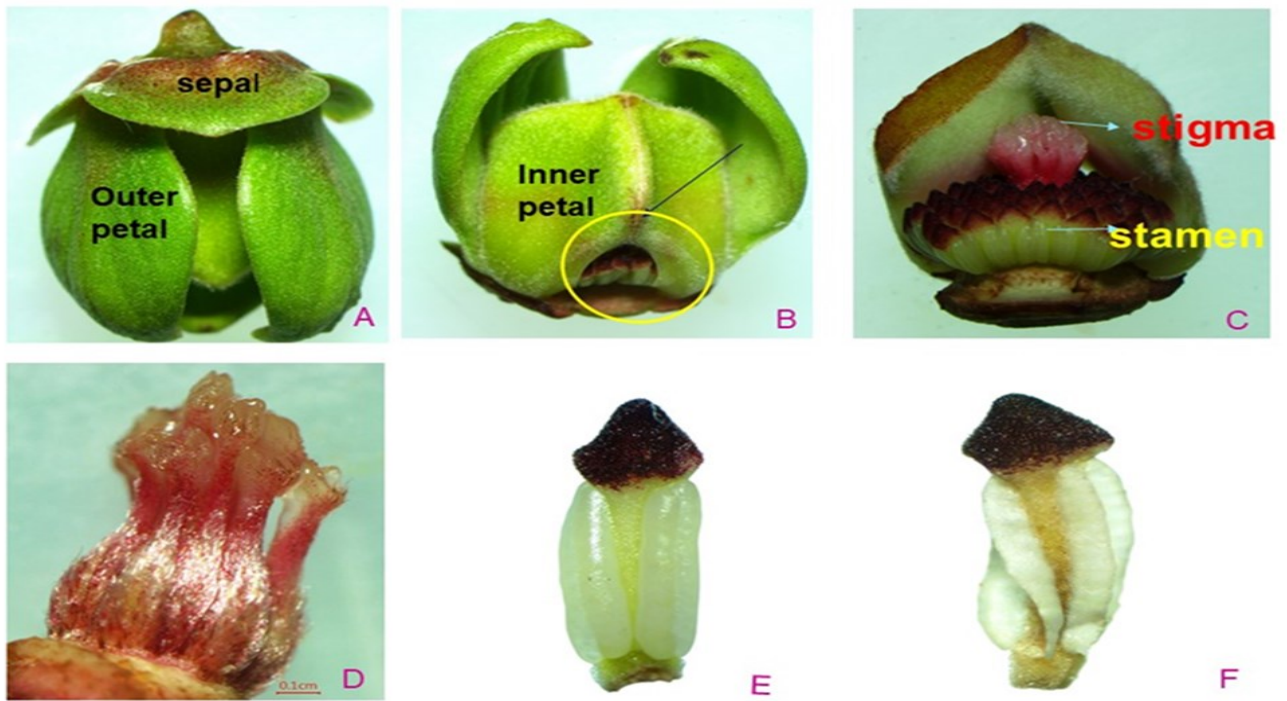 sepal
Outer
petal
A
Inner
petal
B
stigma
stamen
C
0.1cm
D
E
F